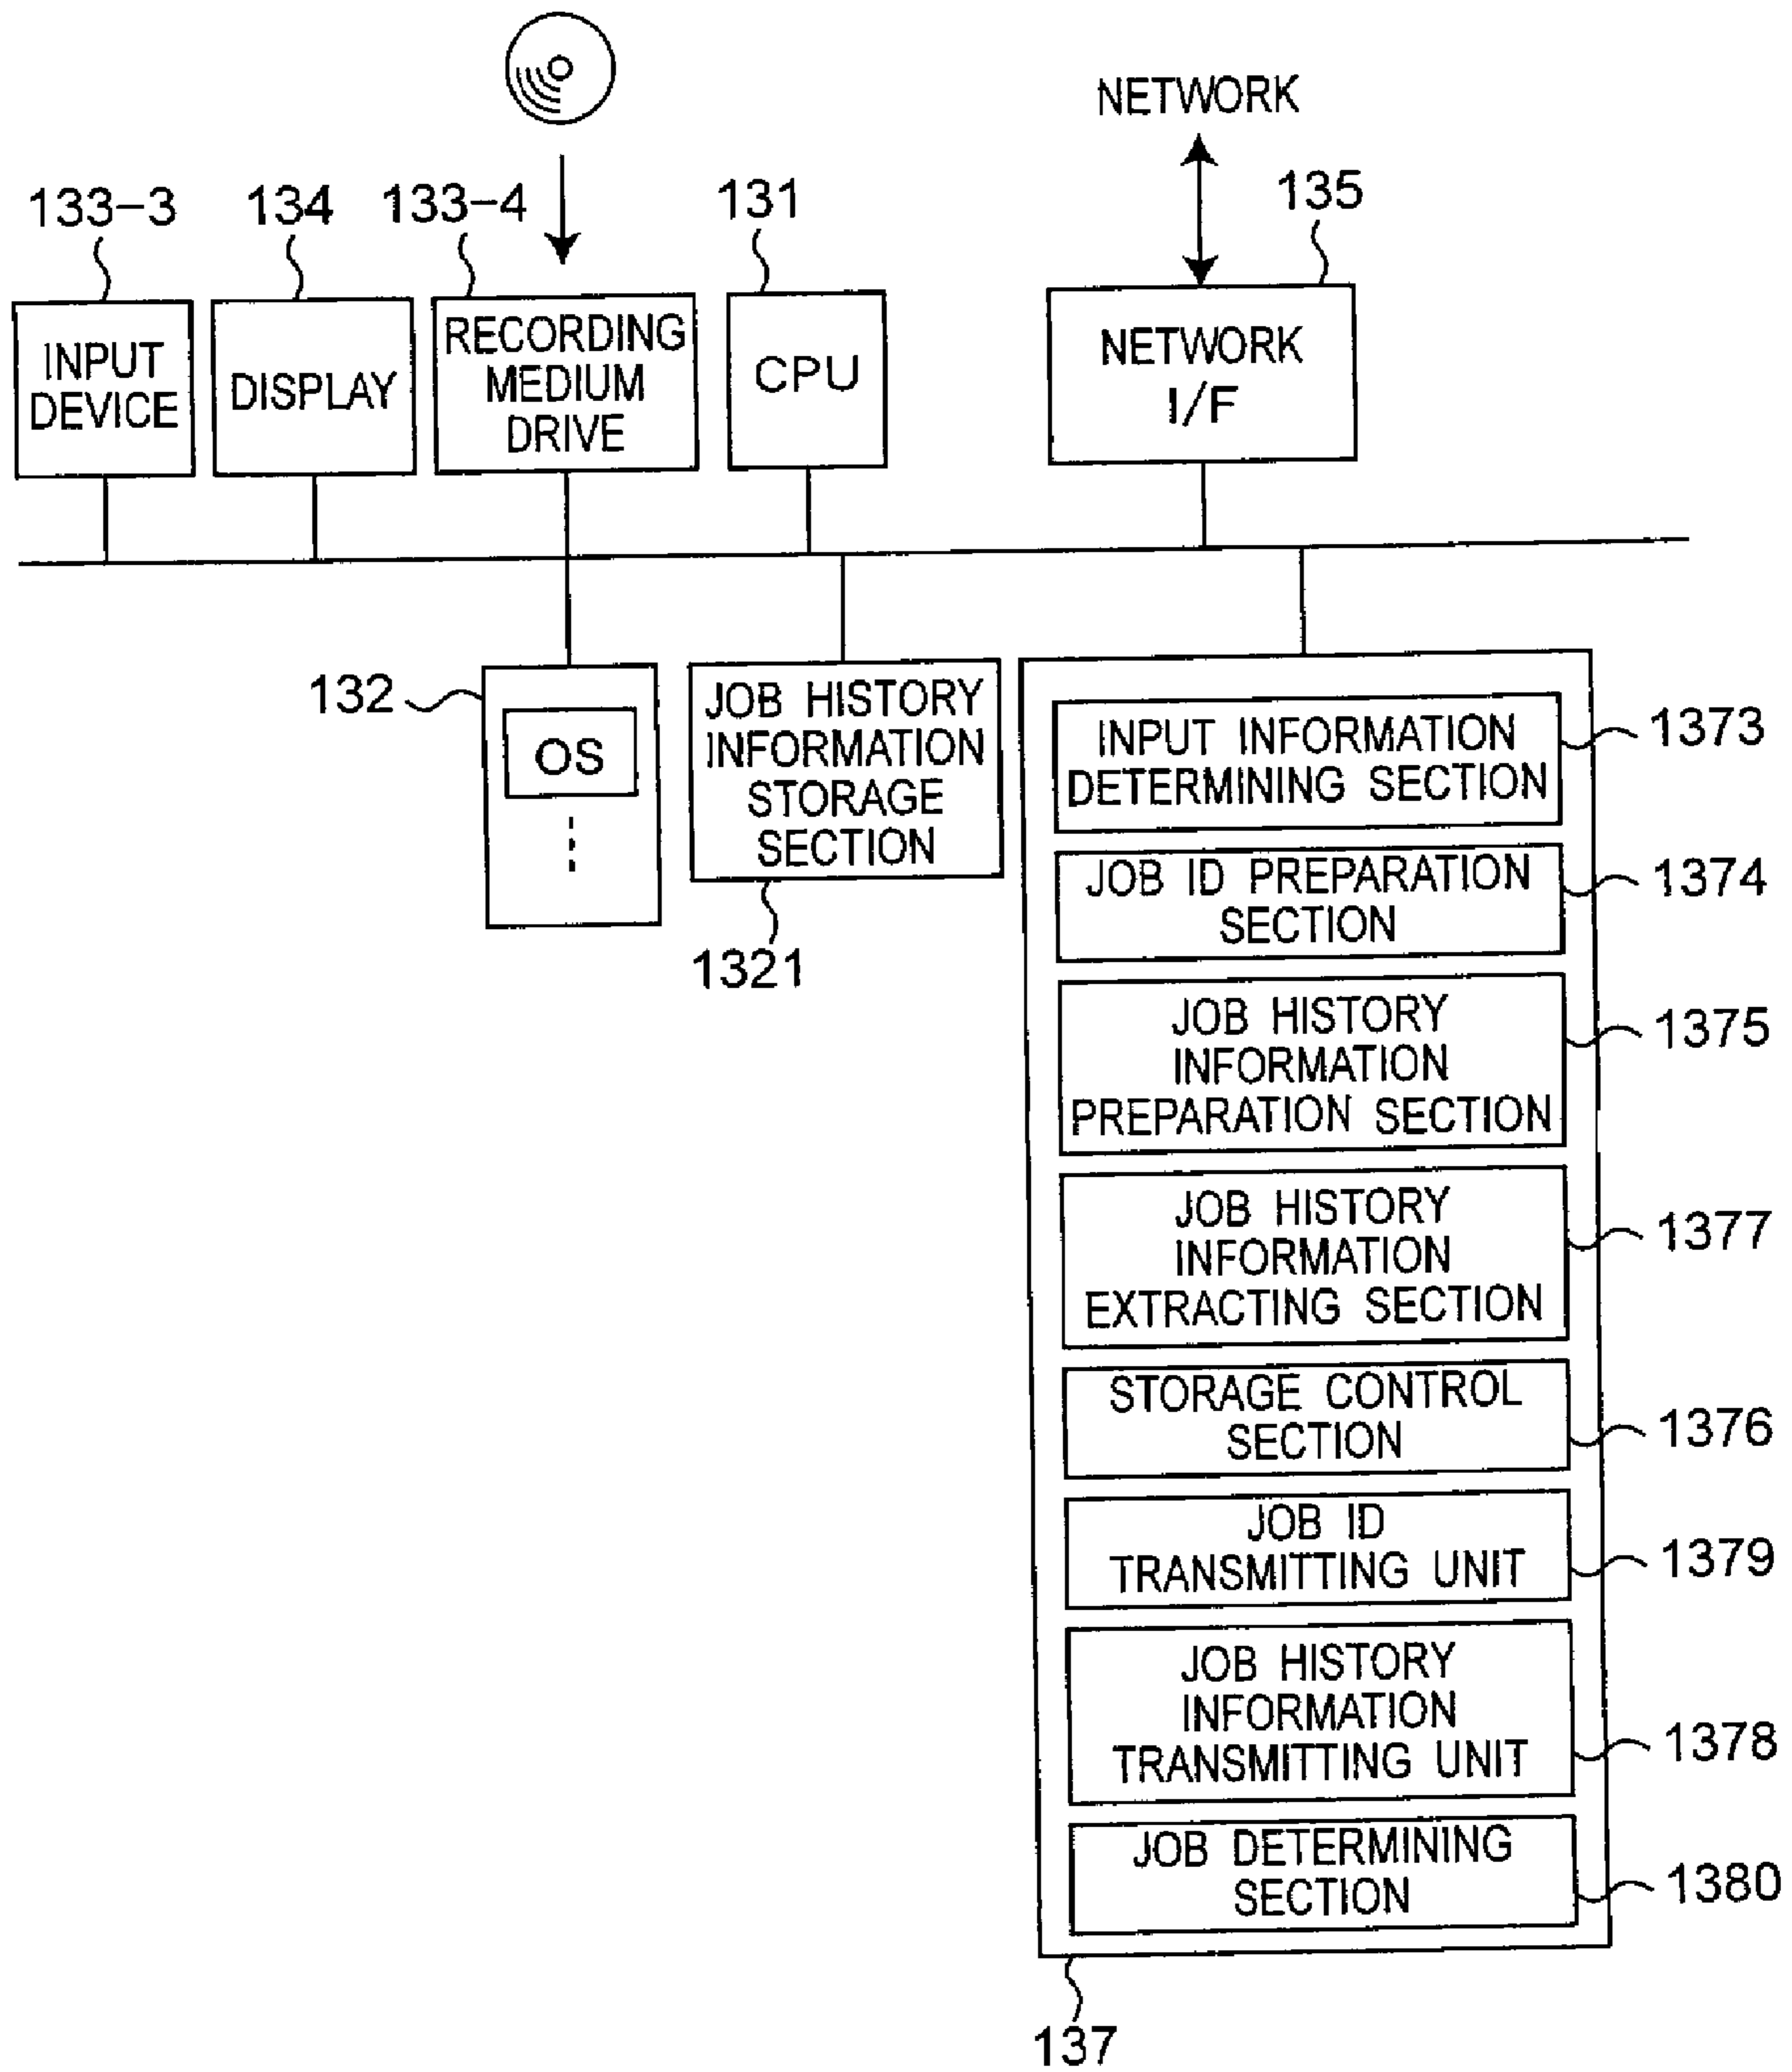 NETWORK
133-3
134
133-4
131
135
INPUT
DEVICE
DISPLAY
RECORDING
MEDIUM
DRIVE
CPU
NETWORK
I/F
132
OS
JOB HISTORY
INFORMATION
STORAGE
SECTION
1321
INPUT INFORMATION
DETERMINING SECTION
1373
JOB ID PREPARATION
SECTION
1374
JOB HISTORY
INFORMATION
PREPARATION SECTION
1375
JOB HISTORY
INFORMATION
EXTRACTING SECTION
1377
STORAGE CONTROL
SECTION
1376
JOB ID
TRANSMITTING UNIT
1379
JOB HISTORY
INFORMATION
TRANSMITTING UNIT
1378
JOB DETERMINING
SECTION
1380
137